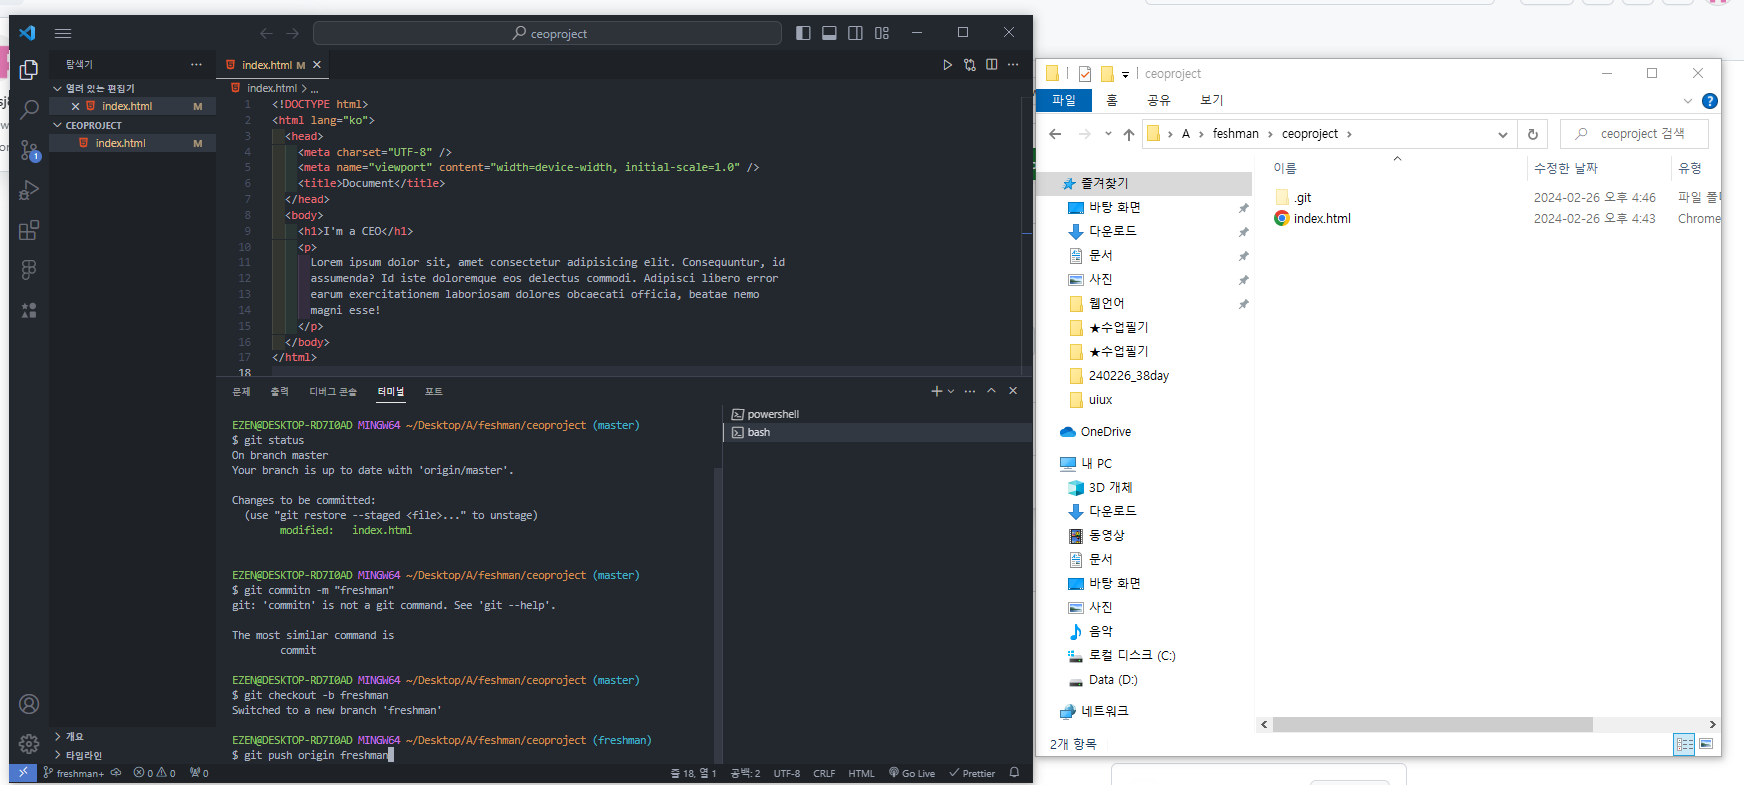 ceoproject
탐색기
열려 있는 편집기
index.html M
CEOPROJECT
index.html M
1
개요
타임라인
index.html M
index.html > ...
1 <!DOCTYPE html>
2 <html lang="ko">
3 <head>
4 <meta charset="UTF-8" />
5 <meta name="viewport" content="width=device-width, initial-scale=1.0" />
6 <title>Document</title>
7 </head>
8 <body>
9 <h1>I'm a CEO</h1>
10 <p>
11 Lorem ipsum dolor sit, amet consectetur adipisicing elit. Consequuntur, id
12 assumenda? Id iste doloremque eos delectus commodi. Adipisci libero error
13 earum exercitationem laboriosam dolores obcaecati officia, beatae nemo
14 magni esse!
15 </p>
16 </body>
17 </html>
18
문제 출력 디버그 콘솔 터미널 포트
EZEN@DESKTOP-RD7I0AD MINGW64 ~/Desktop/A/feshman/ceoproject (master)
$ git status
On branch master
Your branch is up to date with 'origin/master'.
Changes to be committed:
(use "git restore --staged <file>..." to unstage)
modified: index.html
EZEN@DESKTOP-RD7I0AD MINGW64 ~/Desktop/A/feshman/ceoproject (master)
$ git commitn -m "freshman"
git: 'commitn' is not a git command. See 'git --help'.
The most similar command is
commit
EZEN@DESKTOP-RD7I0AD MINGW64 ~/Desktop/A/feshman/ceoproject (master)
$ git checkout -b freshman
Switched to a new branch 'freshman'
EZEN@DESKTOP-RD7I0AD MINGW64 ~/Desktop/A/feshman/ceoproject (freshman)
$ git push origin freshman
powershell
bash
freshman+ 0 0 0 줄 18, 열 1 공백: 2 UTF-8 CRLF HTML Go Live Prettier
ceoproject
파일 홈 공유 보기
A > feshman > ceoproject >
ceoproject 검색
이름 수정한 날짜 유형
.git 2024-02-26 오후 4:46 파일 폴
index.html 2024-02-26 오후 4:43 Chrome
즐겨찾기
바탕 화면
다운로드
문서
사진
웹언어
★수업필기
★수업필기
240226_38day
uiux
OneDrive
내 PC
3D 개체
다운로드
동영상
문서
바탕 화면
사진
음악
로컬 디스크 (C:)
Data (D:)
네트워크
2개 항목